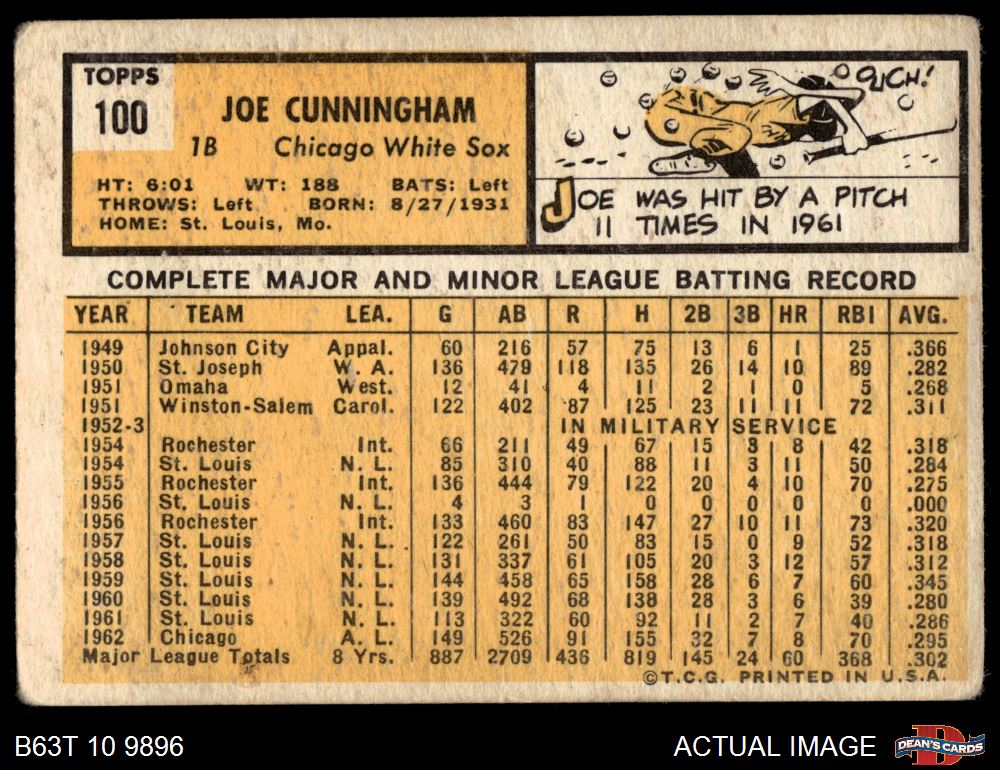 TOPPS
100
JOE CUNNINGHAM
1B Chicago White Sox
HT: 6:01 WT: 188 BATS: Left
THROWS: Left BORN: 8/27/1931
HOME: St. Louis, Mo.
OUCH!
JOE WAS HIT BY A PITCH
11 TIMES IN 1961
COMPLETE MAJOR AND MINOR LEAGUE BATTING RECORD
YEAR TEAM LEA. G AB R H 2B 3B HR RBI AVG.
1949 Johnson City Appal. 60 216 57 75 13 6 1 25 .366
1950 St. Joseph W. A. 136 479 118 135 26 14 10 89 .282
1951 Omaha West. 12 41 4 11 2 1 0 5 .268
1951 Winston-Salem Carol. 122 402 87 125 23 11 11 72 .311
1952-3 IN MILITARY SERVICE
1954 Rochester Int. 66 211 49 67 15 3 8 42 .318
1954 St. Louis N. L. 85 310 40 88 11 3 11 50 .284
1955 Rochester Int. 136 444 79 122 20 4 10 70 .275
1956 St. Louis N. L. 4 3 1 0 0 0 0 0 .000
1956 Rochester Int. 133 460 83 147 27 10 11 73 .320
1957 St. Louis N. L. 122 261 50 83 15 0 9 52 .318
1958 St. Louis N. L. 131 337 61 105 20 3 12 57 .312
1959 St. Louis N. L. 144 458 65 158 28 6 7 60 .345
1960 St. Louis N. L. 139 492 68 138 28 3 6 39 .280
1961 St. Louis N. L. 113 322 60 92 11 2 7 40 .286
1962 Chicago A. L. 149 526 91 155 32 7 8 70 .295
Major League Totals 8 Yrs. 887 2709 436 819 145 24 60 368 .302
©T.C.G. PRINTED IN U.S.A.
B63T 10 9896
ACTUAL IMAGE
D
DEAN'S CARDS